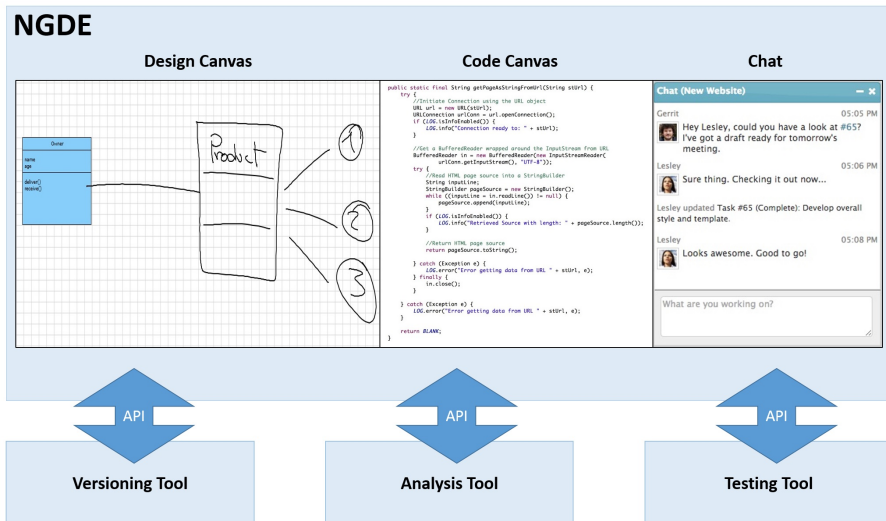 NGDE
Design Canvas
Code Canvas
Chat
Owner
name
age
deliver()
receive()
Product
1
2
3
public static final String getPageAsStringFromUrl(String stUrl) {
try {
//Initiate Connection using the URL object
URL url = new URL(stUrl);
URLConnection urlConn = url.openConnection();
if (LOG.isInfoEnabled()) {
LOG.info("Connection ready to: " + stUrl);
}
//Get a BufferedReader wrapped around the InputStream from URL
BufferedReader in = new BufferedReader(new InputStreamReader(
urlConn.getInputStream(), "UTF-8"));
try {
//Read HTML page source into a StringBuilder
String inputLine;
StringBuilder pageSource = new StringBuilder();
while ((inputLine = in.readLine()) != null) {
pageSource.append(inputLine);
}
if (LOG.isInfoEnabled()) {
LOG.info("Retrieved Source with length: " + pageSource.length());
}
//Return HTML page source
return pageSource.toString();
} catch (Exception e) {
LOG.error("Error getting data from URL " + stUrl, e);
} finally {
in.close();
}
} catch (Exception e) {
LOG.error("Error getting data from URL " + stUrl, e);
}
return BLANK;
}
Chat (New Website)
Gerrit 05:05 PM
Hey Lesley, could you have a look at #65?
I've got a draft ready for tomorrow's
meeting.
Lesley 05:06 PM
Sure thing. Checking it out now...
Lesley updated Task #65 (Complete): Develop overall
style and template.
Lesley 05:08 PM
Looks awesome. Good to go!
What are you working on?
API
API
API
Versioning Tool
Analysis Tool
Testing Tool